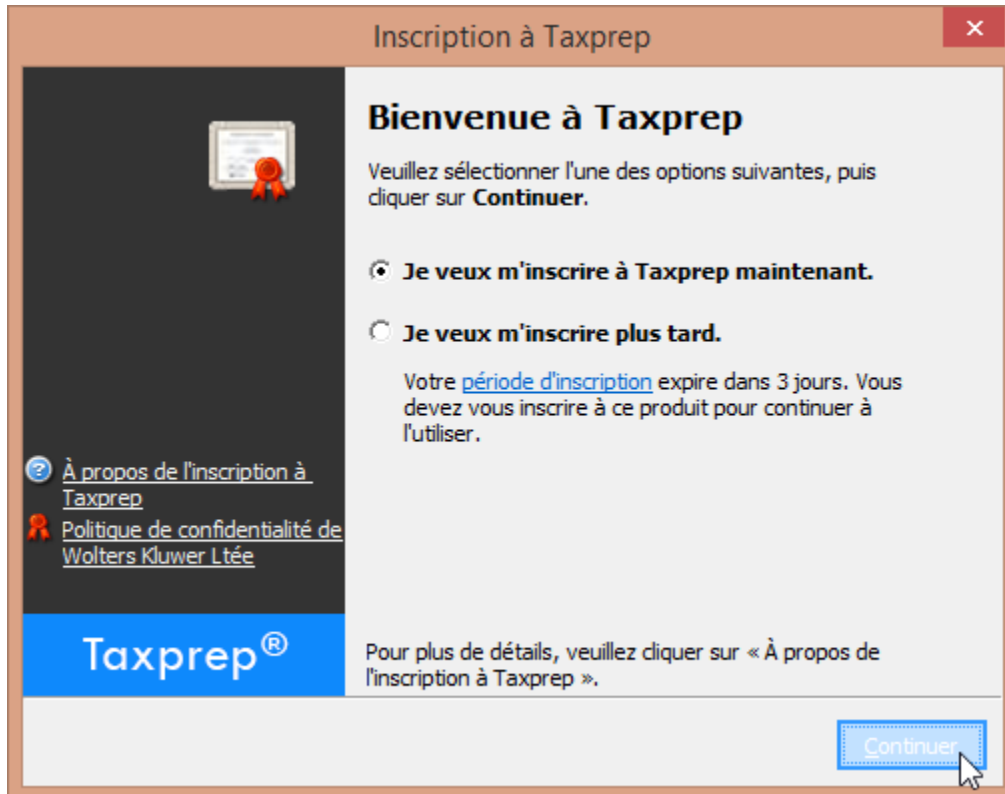 Inscription à Taxprep
Bienvenue à Taxprep
Veuillez sélectionner l'une des options suivantes, puis
cliquer sur Continuer.
Je veux m'inscrire à Taxprep maintenant.
Je veux m'inscrire plus tard.
Votre période d'inscription expire dans 3 jours. Vous
devez vous inscrire à ce produit pour continuer à
l'utiliser.
À propos de l'inscription à
Taxprep
Politique de confidentialité de
Wolters Kluwer Ltée
Taxprep®
Pour plus de détails, veuillez cliquer sur « À propos de
l'inscription à Taxprep ».
Continuer